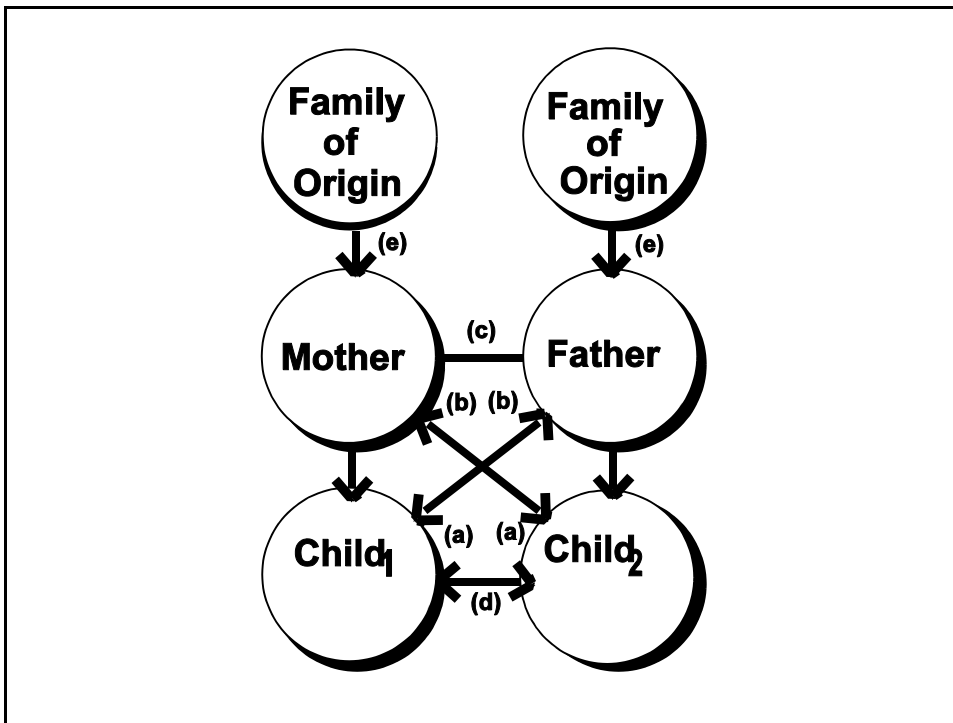 Family
of
Origin
Family
of
Origin
(e)
(e)
Mother
(c)
Father
(b)
(b)
(a)
(a)
Child1
Child2
(d)